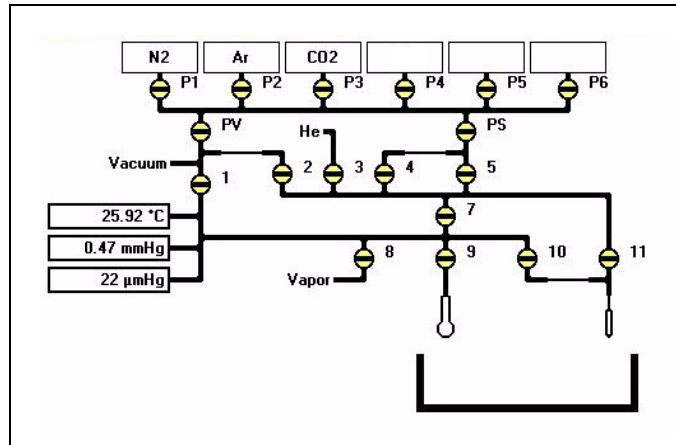 N2 Ar CO2
P1 P2 P3 P4 P5 P6
PV PS
He
Vacuum 2 3 4 5
1
25.92 °C 7
0.47 mmHg
8 9 10 11
22 µmHg Vapor